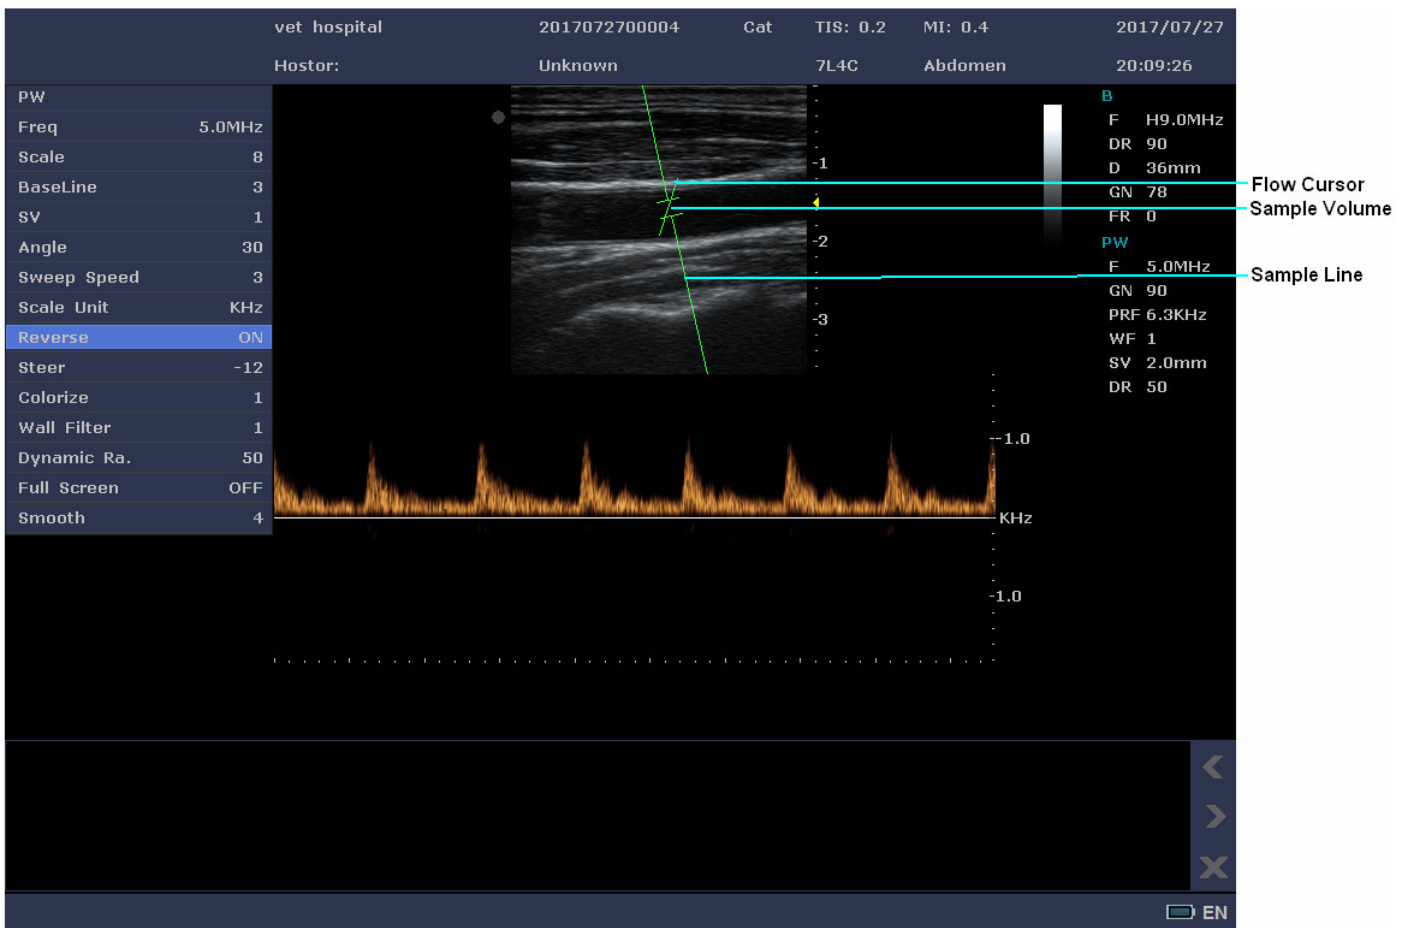 vet hospital 2017072700004 Cat TIS: 0.2 MI: 0.4 2017/07/27
Hostor: Unknown 7L4C Abdomen 20:09:26
PW
Freq 5.0MHz
Scale 8
BaseLine 3
SV 1
Angle 30
Sweep Speed 3
Scale Unit KHz
Reverse ON
Steer -12
Colorize 1
Wall Filter 1
Dynamic Ra. 50
Full Screen OFF
Smooth 4
-1
-2
-3
B
F H9.0MHz
DR 90
D 36mm
GN 78
FR 0
PW
F 5.0MHz
GN 90
PRF 6.3KHz
WF 1
SV 2.0mm
DR 50
Flow Cursor
Sample Volume
Sample Line
-1.0
KHz
-1.0
EN